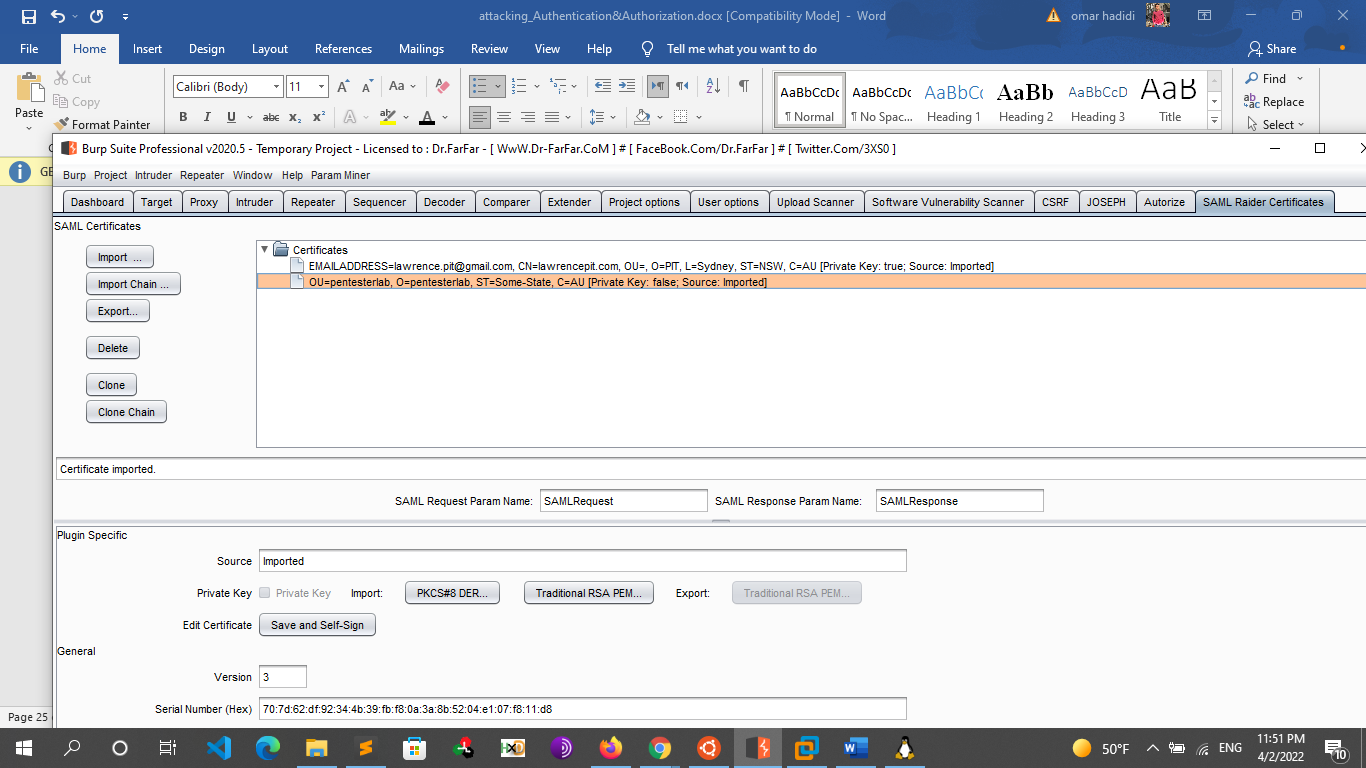 attacking_Authentication&Authorization.docx [Compatibility Mode] - Word
omar hadidi
File Home Insert Design Layout References Mailings Review View Help Tell me what you want to do Share
Paste
Cut
Copy
Format Painter
Calibri (Body) 11 A A Aa
B I U abc x2 x2 A A
AaBbCcDc AaBbCcDc AaBbCc AaBb AaBbCcD AaB
¶ Normal ¶ No Spac... Heading 1 Heading 2 Heading 3 Title
Find
Replace
Select
Burp Suite Professional v2020.5 - Temporary Project - Licensed to : Dr.FarFar - [ WwW.Dr-FarFar.CoM ] # [ FaceBook.Com/Dr.FarFar ] # [ Twitter.Com/3XS0 ]
Burp Project Intruder Repeater Window Help Param Miner
Dashboard Target Proxy Intruder Repeater Sequencer Decoder Comparer Extender Project options User options Upload Scanner Software Vulnerability Scanner CSRF JOSEPH Autorize SAML Raider Certificates
SAML Certificates
Import ...
Import Chain ...
Export...
Delete
Clone
Clone Chain
Certificates
EMAILADDRESS=lawrence.pit@gmail.com, CN=lawrencepit.com, OU=, O=PIT, L=Sydney, ST=NSW, C=AU [Private Key: true; Source: Imported]
OU=pentesterlab, O=pentesterlab, ST=Some-State, C=AU [Private Key: false; Source: Imported]
Certificate imported.
SAML Request Param Name: SAMLRequest SAML Response Param Name: SAMLResponse
Plugin Specific
Source Imported
Private Key Private Key Import: PKCS#8 DER... Traditional RSA PEM... Export: Traditional RSA PEM...
Edit Certificate Save and Self-Sign
General
Version 3
Serial Number (Hex) 70:7d:62:df:92:34:4b:39:fb:f8:0a:3a:8b:52:04:e1:07:f8:11:d8
Page 25
50°F ENG 11:51 PM
4/2/2022
10